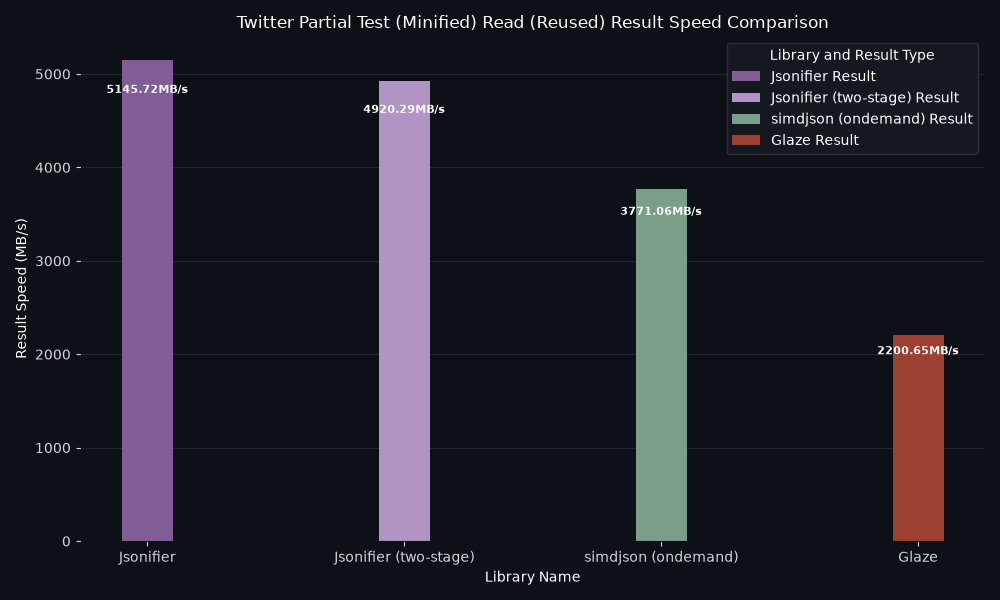 Twitter Partial Test (Minified) Read (Reused) Result Speed Comparison
Library and Result Type
Jsonifier Result
Jsonifier (two-stage) Result
simdjson (ondemand) Result
Glaze Result
Result Speed (MB/s)
5000
4000
3000
2000
1000
0
5145.72MB/s
4920.29MB/s
3771.06MB/s
2200.65MB/s
Jsonifier
Jsonifier (two-stage)
simdjson (ondemand)
Glaze
Library Name